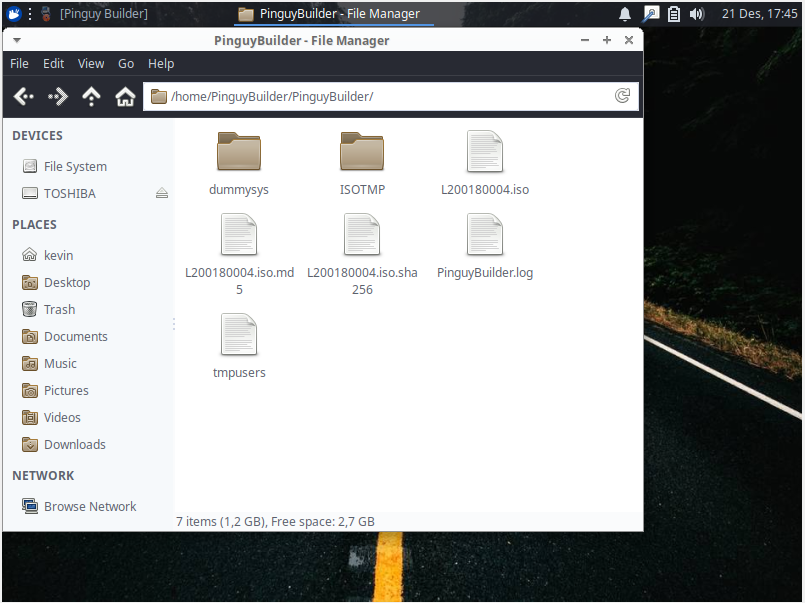 [Pinguy Builder]
PinguyBuilder - File Manager
21 Des, 17:45
PinguyBuilder - File Manager
File Edit View Go Help
/home/PinguyBuilder/PinguyBuilder/
DEVICES
File System
TOSHIBA
PLACES
kevin
Desktop
Trash
Documents
Music
Pictures
Videos
Downloads
NETWORK
Browse Network
dummysys
ISOTMP
L200180004.iso
L200180004.iso.md
5
L200180004.iso.sha
256
PinguyBuilder.log
tmpusers
7 items (1,2 GB), Free space: 2,7 GB